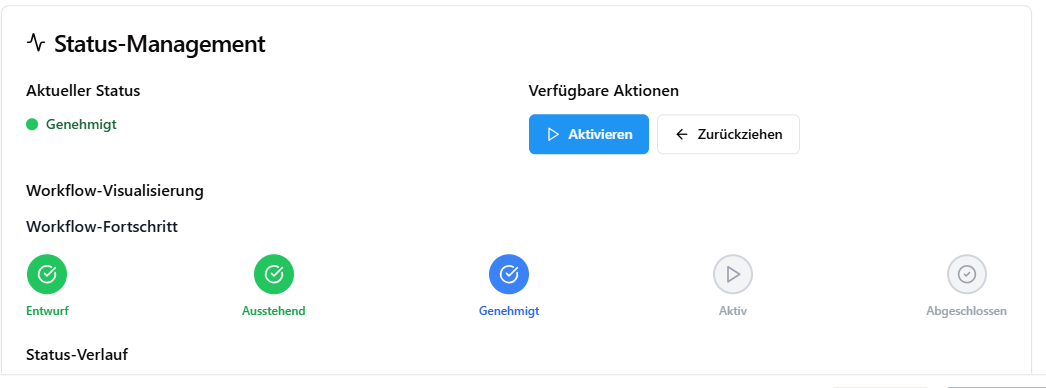 Status-Management
Aktueller Status
Genehmigt
Verfügbare Aktionen
Aktivieren
Zurückziehen
Workflow-Visualisierung
Workflow-Fortschritt
Entwurf
Ausstehend
Genehmigt
Aktiv
Abgeschlossen
Status-Verlauf